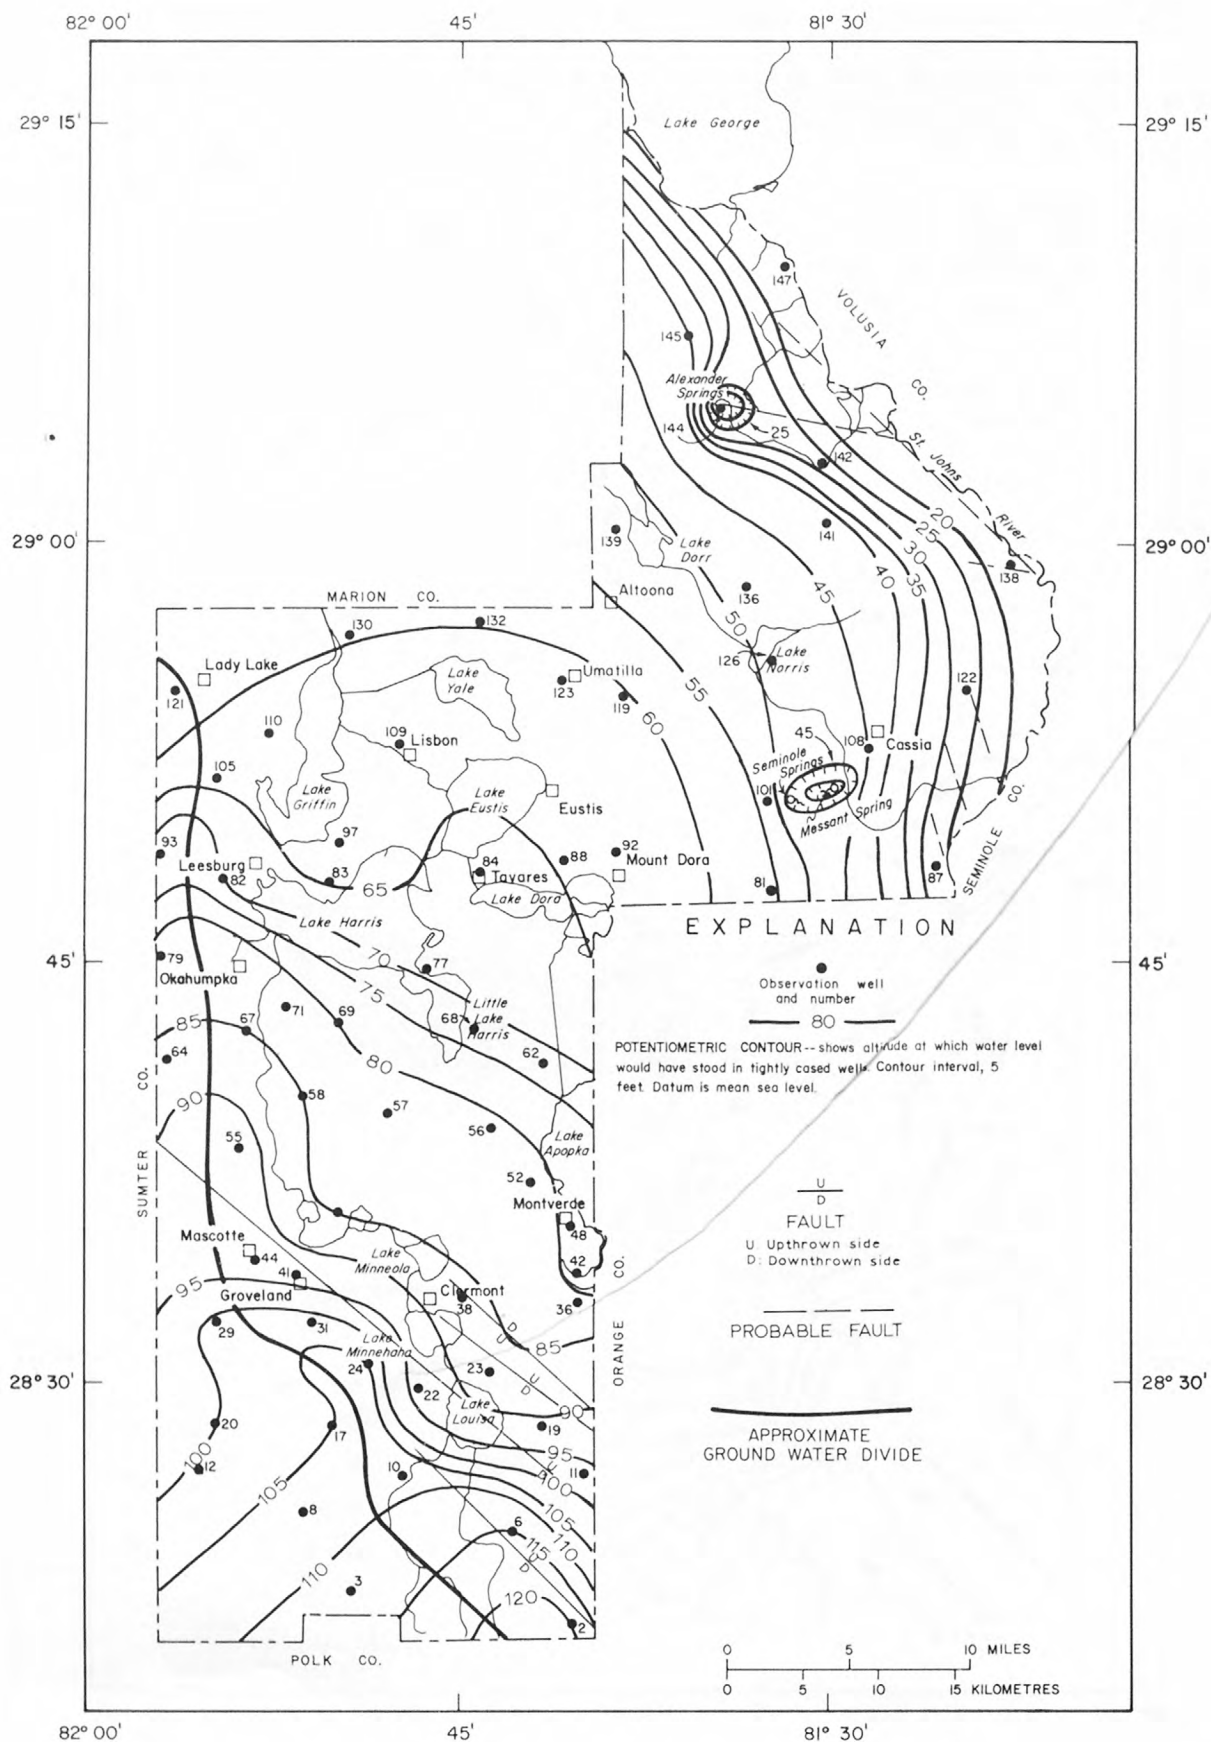 82° 00'
45'
81° 30'
29° 15'
Lake George
29° 15'
147
VOLUSIA CO.
145
Alexander
Springs
144
25
142
St. Johns River
20
25
30
35
40
45
141
138
29° 00'
29° 00'
139
Lake
Dorr
136
Altoona
MARION CO.
130
132
50
126
Lake
Norris
Lady Lake
Lake
Yale
Umatilla
123
119
121
55
60
122
110
109
Lisbon
45
108
Cassia
Seminole
Springs
101
Messant Spring
105
Lake
Griffin
Lake
Eustis
Eustis
SEMINOLE CO.
93
97
92
Mount Dora
88
Leesburg
82
83
65
84
Tavares
Lake Dora
81
87
Lake Harris
EXPLANATION
45'
45'
79
Okahumpka
70
77
Observation well
and number
71
75
Little
Lake
Harris
80
85
67
69
68
POTENTIOMETRIC CONTOUR--shows altitude at which water level
would have stood in tightly cased wells. Contour interval, 5
feet. Datum is mean sea level.
64
80
62
90
58
57
56
55
Lake
Apopka
52
SUMTER CO.
Montverde
48
U
D
FAULT
U: Upthrown side
D: Downthrown side
Mascotte
44
Lake
Minneola
41
42
95
Groveland
Clermont
38
36
29
31
D
U
85
PROBABLE FAULT
Lake
Minnehaha
24
23
ORANGE CO.
28° 30'
28° 30'
22
U
D
Lake
Louisa
90
20
17
19
APPROXIMATE
GROUND WATER DIVIDE
100
12
95
10
U
11
100
105
8
105
6
110
115
U
D
110
3
120
2
POLK CO.
0 5 10 MILES
0 5 10 15 KILOMETRES
82° 00'
45'
81° 30'